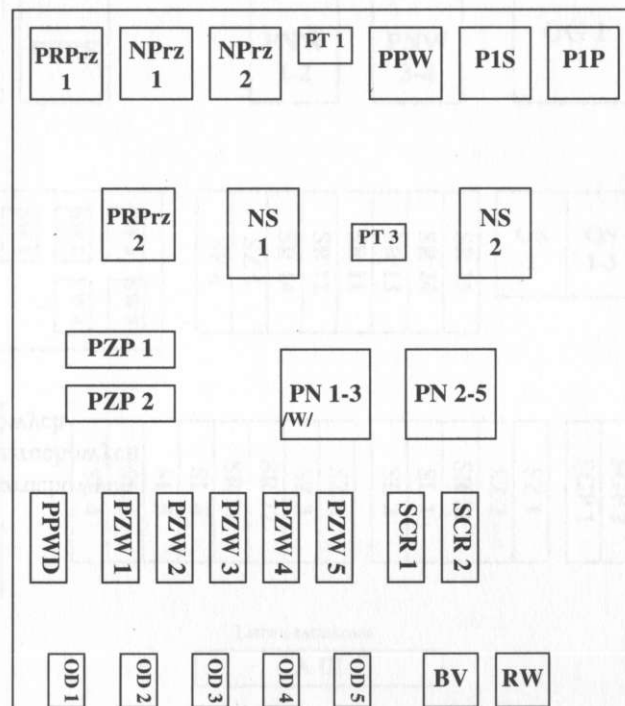 PRPrz
1
NPrz
1
NPrz
2
PT 1
PPW
P1S
P1P
PRPrz
2
NS
1
PT 3
NS
2
PZP 1
PZP 2
PN 1-3
/W/
PN 2-5
PPWD
PZW 1
PZW 2
PZW 3
PZW 4
PZW 5
SCR 1
SCR 2
OD 1
OD 2
OD 3
OD 4
OD 5
BV
RW